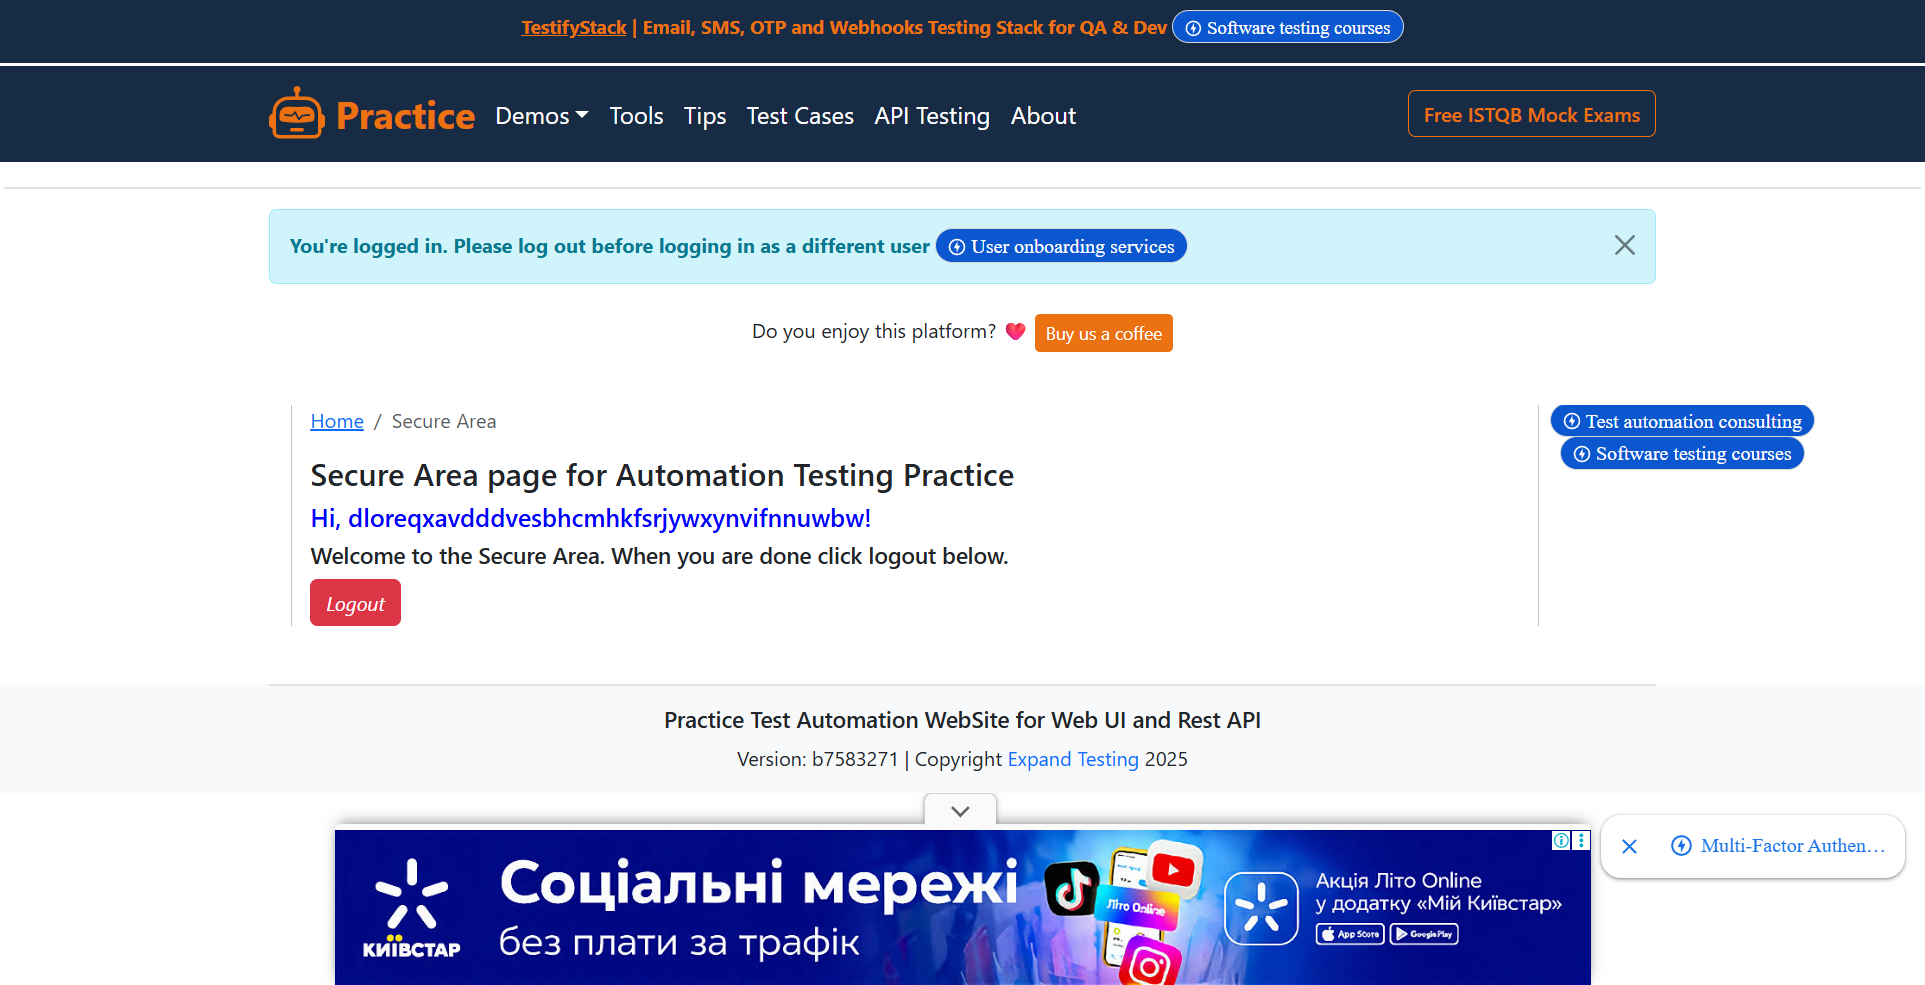 TestifyStack | Email, SMS, OTP and Webhooks Testing Stack for QA & Dev Software testing courses
Practice Demos Tools Tips Test Cases API Testing About Free ISTQB Mock Exams
You're logged in. Please log out before logging in as a different user User onboarding services
Do you enjoy this platform? Buy us a coffee
Home / Secure Area
Test automation consulting
Software testing courses
Secure Area page for Automation Testing Practice
Hi, dloreqxavdddvesbhcmhkfsrjywxynvifnnuwbw!
Welcome to the Secure Area. When you are done click logout below.
Logout
Practice Test Automation WebSite for Web UI and Rest API
Version: b7583271 | Copyright Expand Testing 2025
Multi-Factor Authen...
КИЇВСТАР
Соціальні мережі
без плати за трафік
Літо Online
Акція Літо Online
у додатку «Мій Київстар»
App Store Google Play